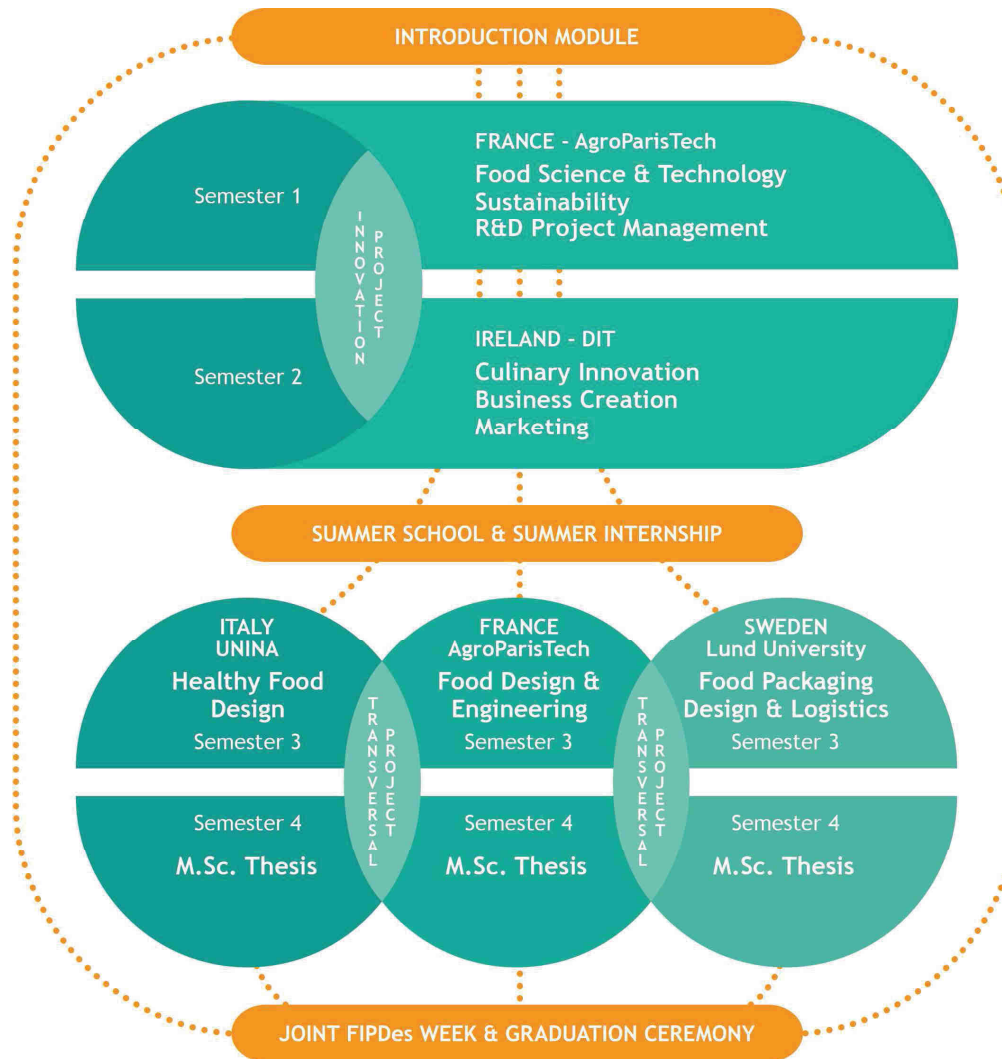 INTRODUCTION MODULE
Semester 1
INNOVATION
PROJECT
FRANCE - AgroParisTech
Food Science & Technology
Sustainability
R&D Project Management
Semester 2
IRELAND - DIT
Culinary Innovation
Business Creation
Marketing
SUMMER SCHOOL & SUMMER INTERNSHIP
ITALY
UNINA
Healthy Food
Design
Semester 3
TRANSVERSAL
PROJECT
FRANCE
AgroParisTech
Food Design &
Engineering
Semester 3
TRANSVERSAL
PROJECT
SWEDEN
Lund University
Food Packaging
Design & Logistics
Semester 3
Semester 4
M.Sc. Thesis
Semester 4
M.Sc. Thesis
Semester 4
M.Sc. Thesis
JOINT FIPDes WEEK & GRADUATION CEREMONY